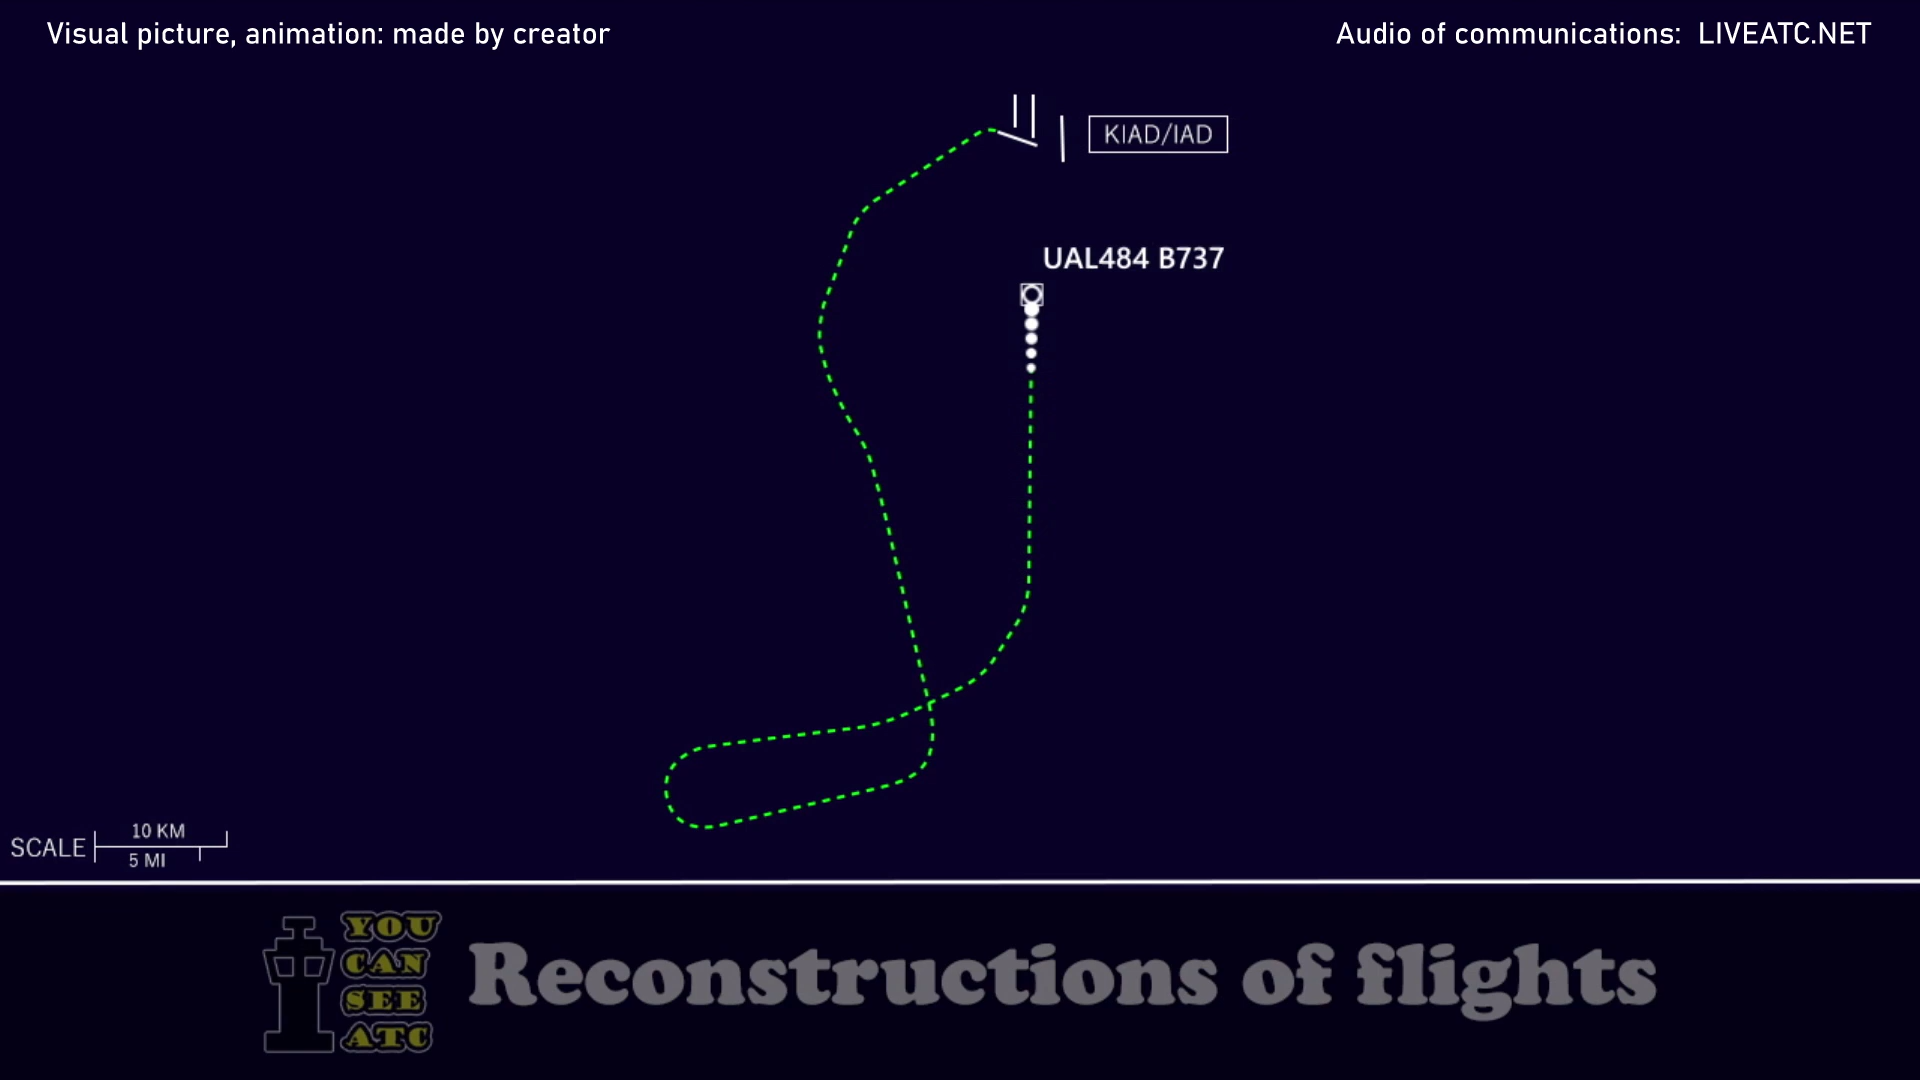 Visual picture, animation: made by creator
Audio of communications: LIVEATC.NET
KIAD/IAD
UAL484 B737
SCALE
10 KM
5 MI
YOU
CAN
SEE
ATC
Reconstructions of flights